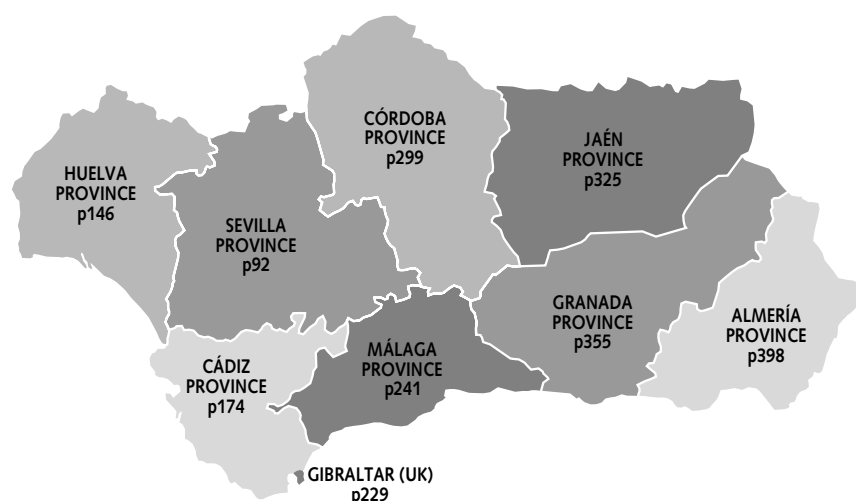 CÓRDOBA
PROVINCE
p299
JAÉN
PROVINCE
p325
HUELVA
PROVINCE
p146
SEVILLA
PROVINCE
p92
GRANADA
PROVINCE
p355
ALMERÍA
PROVINCE
p398
CÁDIZ
PROVINCE
p174
MÁLAGA
PROVINCE
p241
GIBRALTAR (UK)
p229